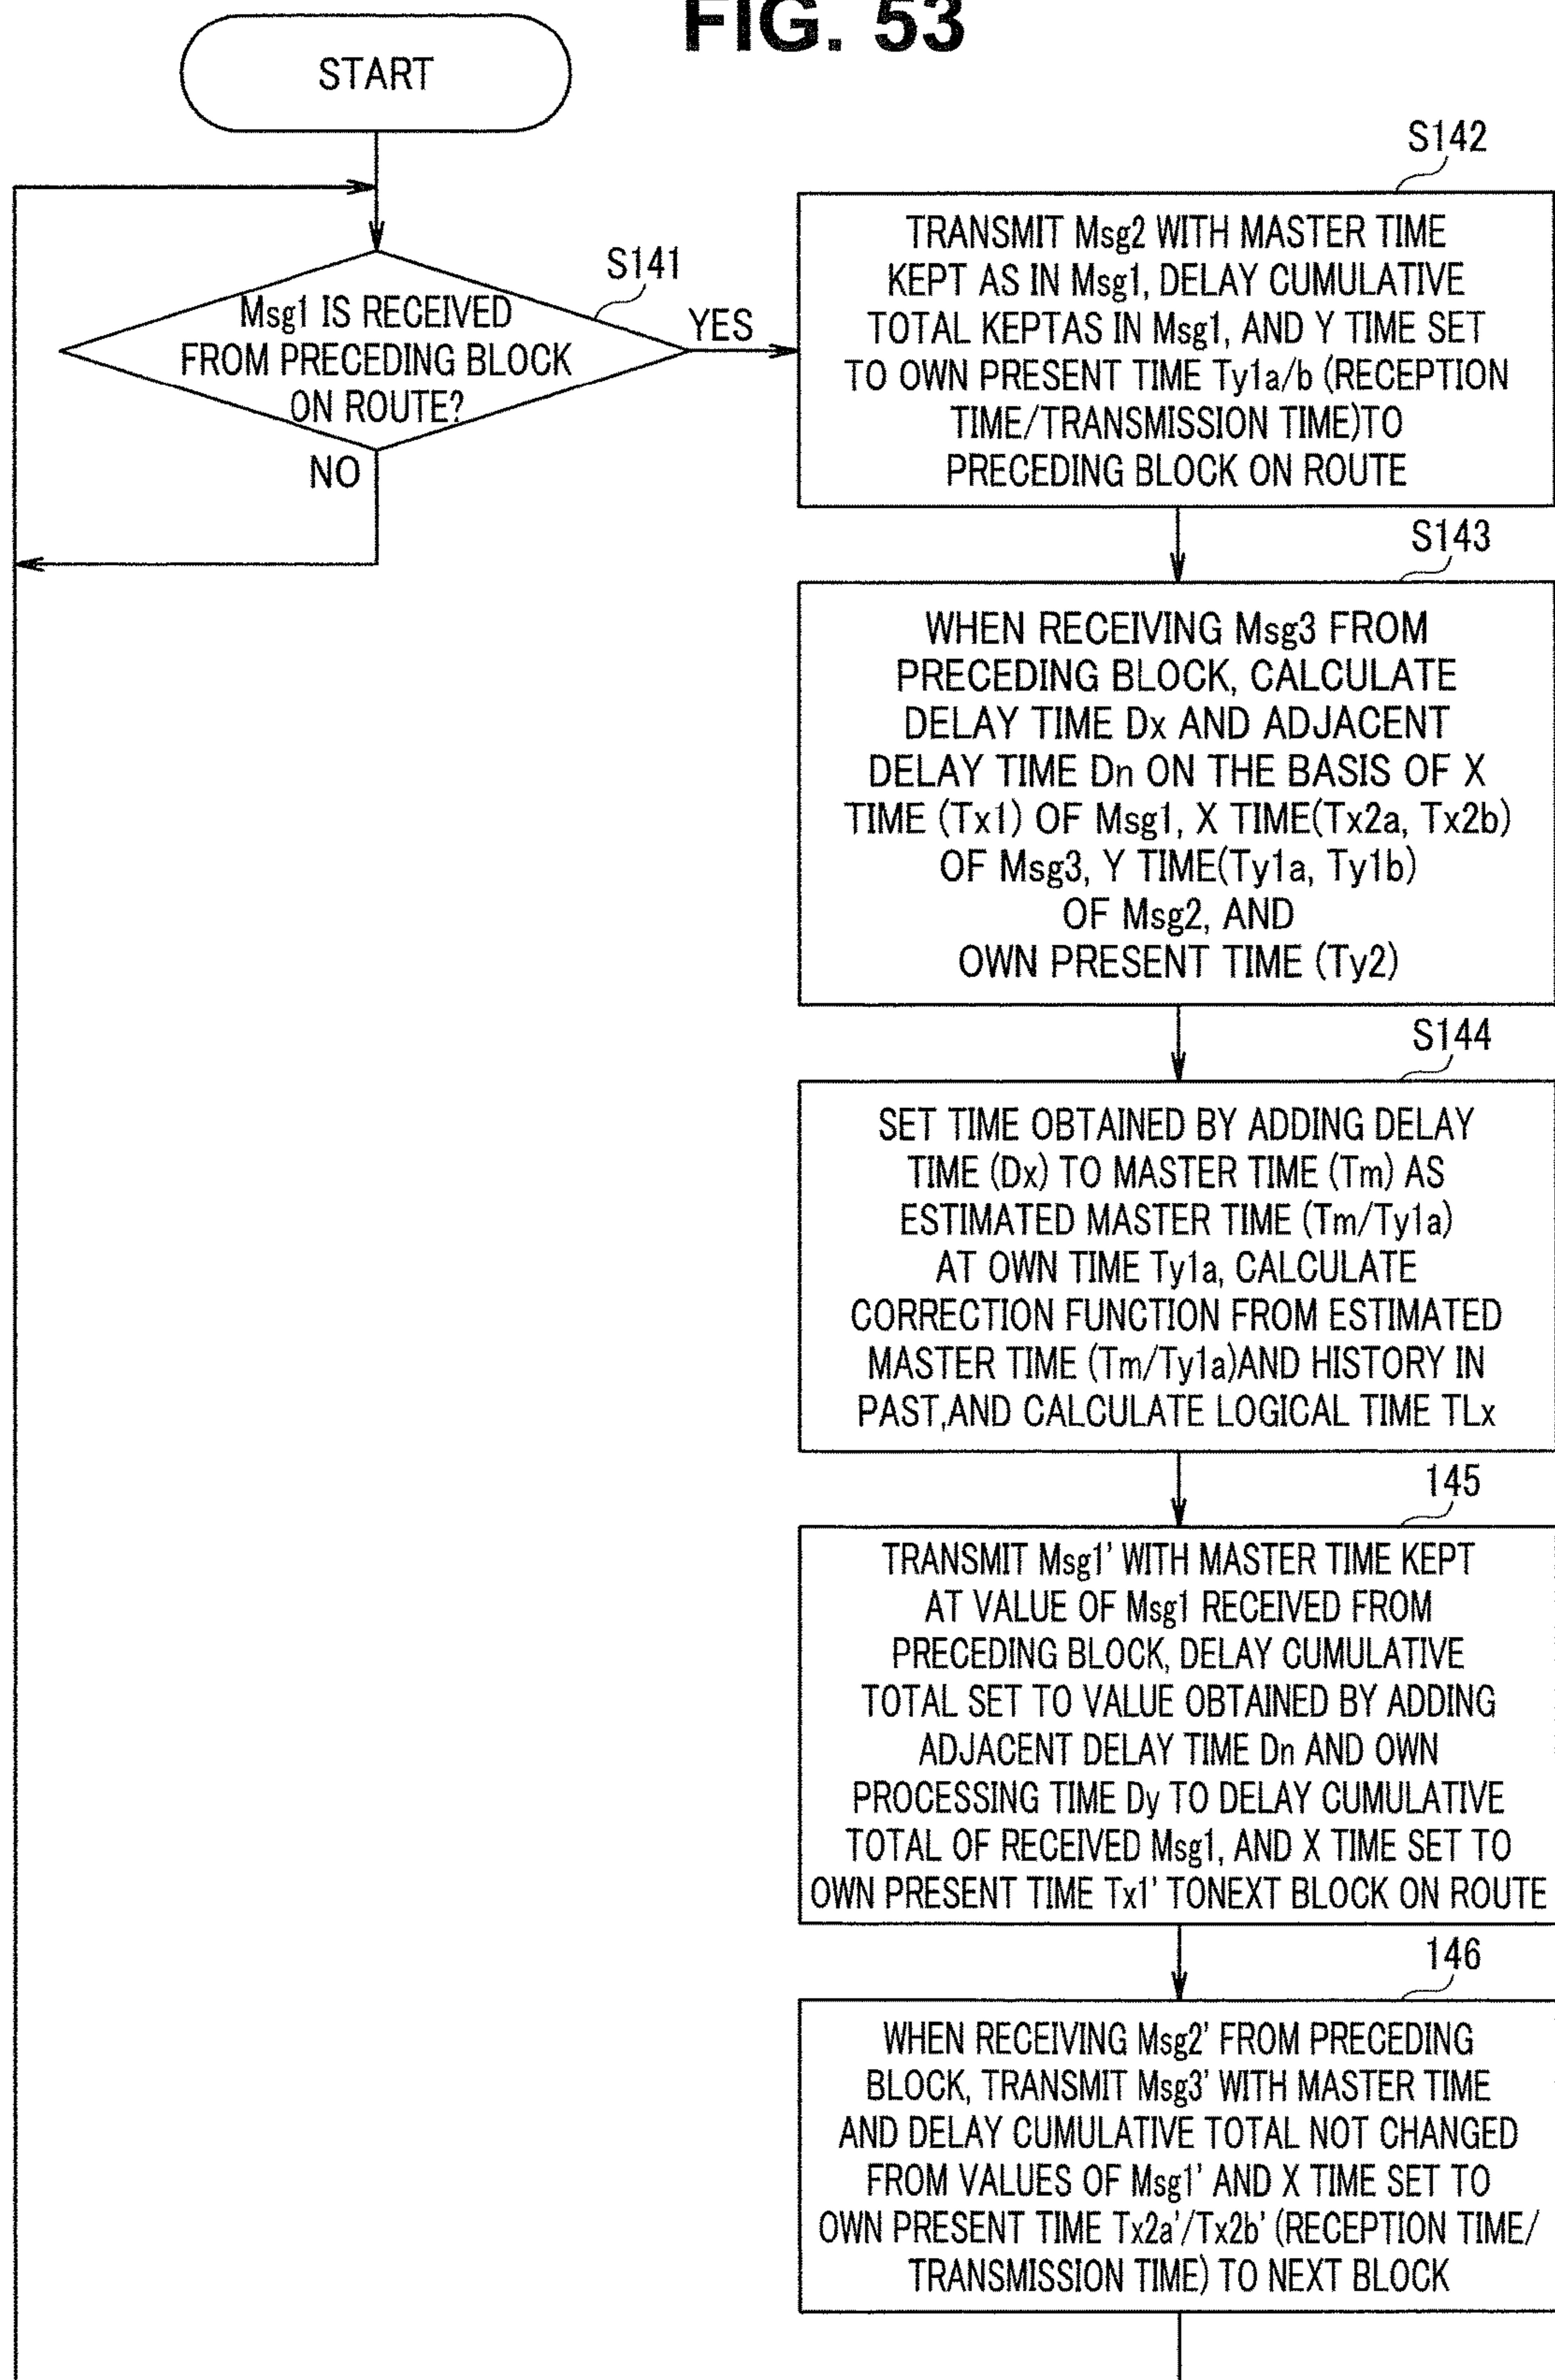 FIG. 53
START
S141
Msg1 IS RECEIVED
FROM PRECEDING BLOCK
ON ROUTE?
YES
NO
S142
TRANSMIT Msg2 WITH MASTER TIME
KEPT AS IN Msg1, DELAY CUMULATIVE
TOTAL KEPTAS IN Msg1, AND Y TIME SET
TO OWN PRESENT TIME Ty1a/b (RECEPTION
TIME/TRANSMISSION TIME)TO
PRECEDING BLOCK ON ROUTE
S143
WHEN RECEIVING Msg3 FROM
PRECEDING BLOCK, CALCULATE
DELAY TIME Dx AND ADJACENT
DELAY TIME Dn ON THE BASIS OF X
TIME (Tx1) OF Msg1, X TIME(Tx2a, Tx2b)
OF Msg3, Y TIME(Ty1a, Ty1b)
OF Msg2, AND
OWN PRESENT TIME (Ty2)
S144
SET TIME OBTAINED BY ADDING DELAY
TIME (Dx) TO MASTER TIME (Tm) AS
ESTIMATED MASTER TIME (Tm/Ty1a)
AT OWN TIME Ty1a, CALCULATE
CORRECTION FUNCTION FROM ESTIMATED
MASTER TIME (Tm/Ty1a)AND HISTORY IN
PAST,AND CALCULATE LOGICAL TIME TLx
145
TRANSMIT Msg1' WITH MASTER TIME KEPT
AT VALUE OF Msg1 RECEIVED FROM
PRECEDING BLOCK, DELAY CUMULATIVE
TOTAL SET TO VALUE OBTAINED BY ADDING
ADJACENT DELAY TIME Dn AND OWN
PROCESSING TIME Dy TO DELAY CUMULATIVE
TOTAL OF RECEIVED Msg1, AND X TIME SET TO
OWN PRESENT TIME Tx1' TONEXT BLOCK ON ROUTE
146
WHEN RECEIVING Msg2' FROM PRECEDING
BLOCK, TRANSMIT Msg3' WITH MASTER TIME
AND DELAY CUMULATIVE TOTAL NOT CHANGED
FROM VALUES OF Msg1' AND X TIME SET TO
OWN PRESENT TIME Tx2a'/Tx2b' (RECEPTION TIME/
TRANSMISSION TIME) TO NEXT BLOCK